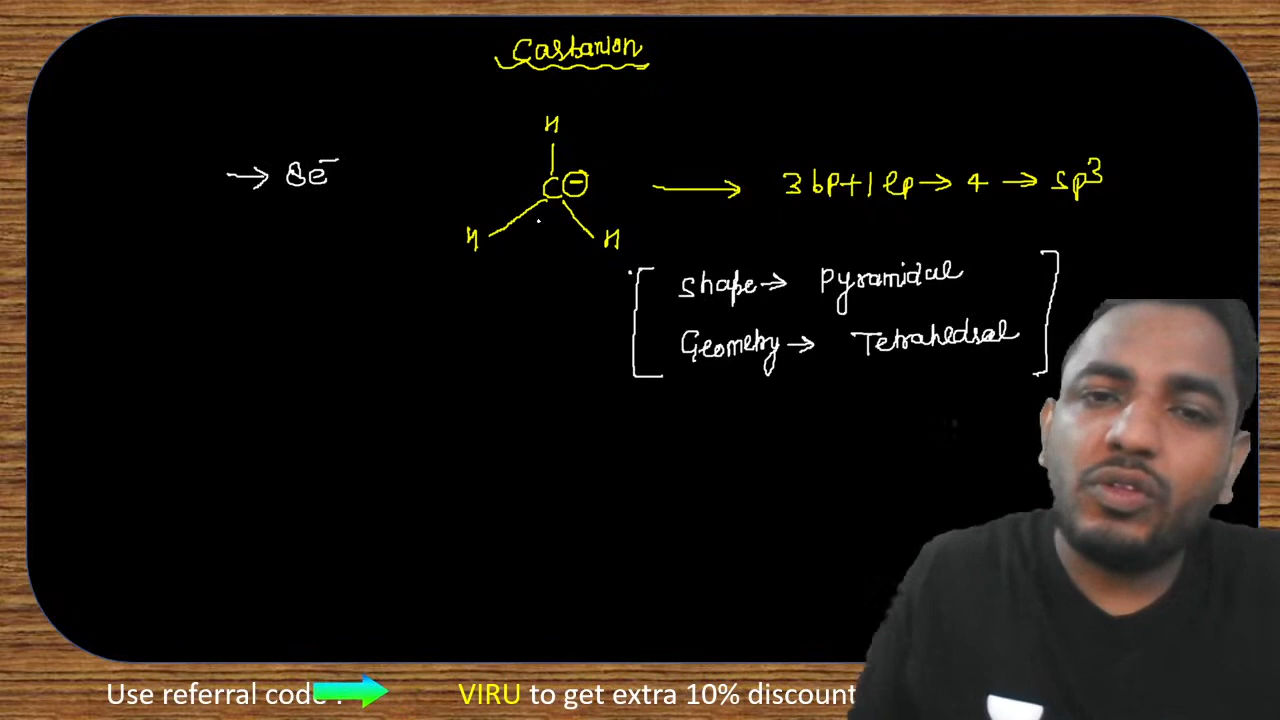 Carbanion
H
→ 8e⁻
C⊖ → 3bp+1lp→ 4 → sp³
H H
Shape→ Pyramidal
Geometry→ Tetrahedral
Use referral code :
VIRU to get extra 10% discount